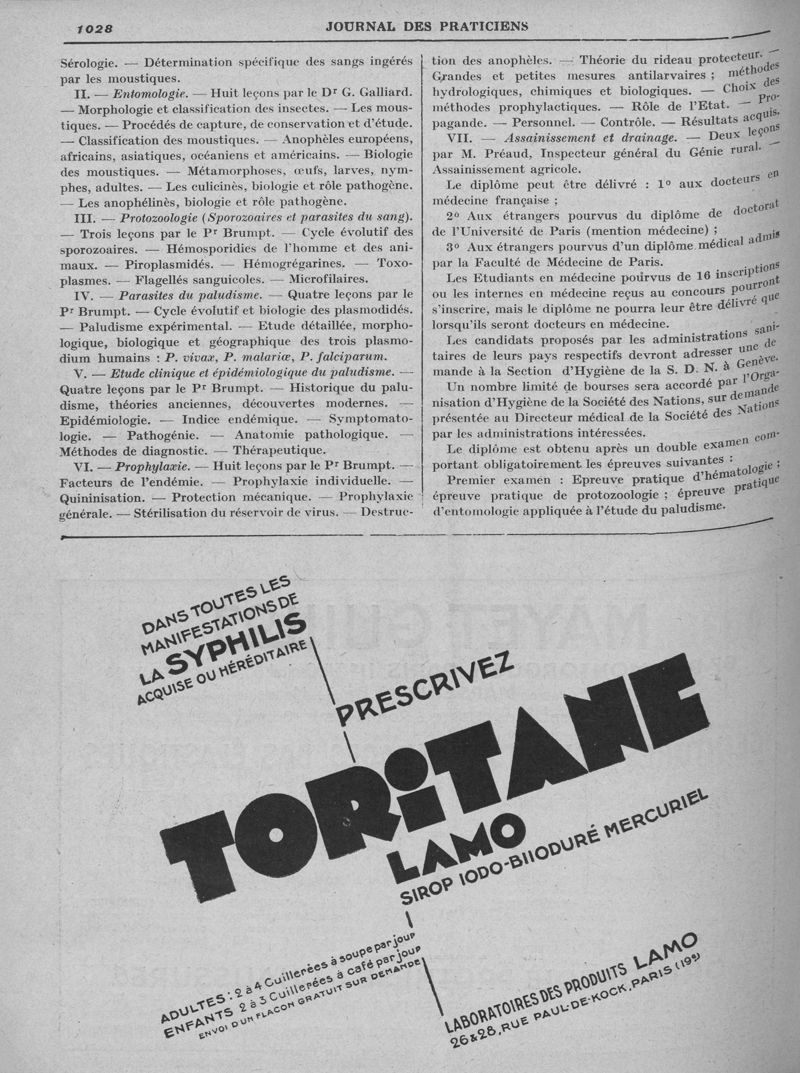 1028
JOURNAL DES PRATICIENS
Sérologie. — Détermination spécifique des sangs ingérés
par les moustiques.
II. — Entomologie. — Huit leçons par le Dr G. Galliard.
— Morphologie et classification des insectes. — Les mous-
tiques. — Procédés de capture, de conservation et d'étude.
— Classification des moustiques. — Anophèles européens,
africains, asiatiques, océaniens et américains. — Biologie
des moustiques. — Métamorphoses, œufs, larves, nym-
phes, adultes. — Les culicinès, biologie et rôle pathogène.
— Les anophélinès, biologie et rôle pathogène.
III. — Protozoologie (Sporozoaires et parasites du sang).
— Trois leçons par le Pr Brumpt. — Cycle évolutif des
sporozoaires. — Hémosporidies de l'homme et des ani-
maux. — Piroplasmidés. — Hémogrégarines. — Toxo-
plasmes. — Flagellés sanguicoles. — Microfilaires.
IV. — Parasites du paludisme. — Quatre leçons par le
Pr Brumpt. — Cycle évolutif et biologie des plasmodidés.
— Paludisme expérimental. — Etude détaillée, morpho-
logique, biologique et géographique des trois plasmo-
dium humains : P. vivax, P. malariæ, P. falciparum.
V. — Etude clinique et épidémiologique du paludisme. —
Quatre leçons par le Pr Brumpt. — Historique du palu-
disme, théories anciennes, découvertes modernes. —
Epidémiologie. — Indice endémique. — Symptomato-
logie. — Pathogénie. — Anatomie pathologique. —
Méthodes de diagnostic. — Thérapeutique.
VI. — Prophylaxie. — Huit leçons par le Pr Brumpt. —
Facteurs de l'endémie. — Prophylaxie individuelle. —
Quininisation. — Protection mécanique. — Prophylaxie
générale. — Stérilisation du réservoir de virus. — Destruc-
tion des anophèles. — Théorie du rideau protecteur. —
Grandes et petites mesures antilarvaires ; méthodes
hydrologiques, chimiques et biologiques. — Choix des
méthodes prophylactiques. — Rôle de l'Etat. — Pro-
pagande. — Personnel. — Contrôle. — Résultats acquis.
VII. — Assainissement et drainage. — Deux leçons
par M. Préaud, Inspecteur général du Génie rural. —
Assainissement agricole.
Le diplôme peut être délivré : 1o aux docteurs en
médecine française ;
2o Aux étrangers pourvus du diplôme de doctorat
de l'Université de Paris (mention médecine) ;
3o Aux étrangers pourvus d'un diplôme médical admis
par la Faculté de Médecine de Paris.
Les Etudiants en médecine pourvus de 16 inscriptions
ou les internes en médecine reçus au concours pourront
s'inscrire, mais le diplôme ne pourra leur être délivré que
lorsqu'ils seront docteurs en médecine.
Les candidats proposés par les administrations sani-
taires de leurs pays respectifs devront adresser une de
mande à la Section d'Hygiène de la S. D. N. à Genève.
Un nombre limité de bourses sera accordé par l'Orga-
nisation d'Hygiène de la Société des Nations, sur demande
présentée au Directeur médical de la Société des Nations
par les administrations intéressées.
Le diplôme est obtenu après un double examen com-
portant obligatoirement les épreuves suivantes :
Premier examen : Epreuve pratique d'hématologie ;
épreuve pratique de protozoologie ; épreuve pratique
d'entomologie appliquée à l'étude du paludisme.
DANS TOUTES LES
MANIFESTATIONS DE
LA SYPHILIS
ACQUISE OU HÉRÉDITAIRE
PRESCRIVEZ
TORiTANE
LAMO
SIROP IODO-BIIODURÉ MERCURIEL
ADULTES : 2 à 4 Cuillerées à soupe par jour
ENFANTS 2 à 3 Cuillerées à café par jour
ENVOI D'UN FLACON GRATUIT SUR DEMANDE
LABORATOIRES DES PRODUITS LAMO
26 & 28, RUE PAUL-DE-KOCK, PARIS (19e)